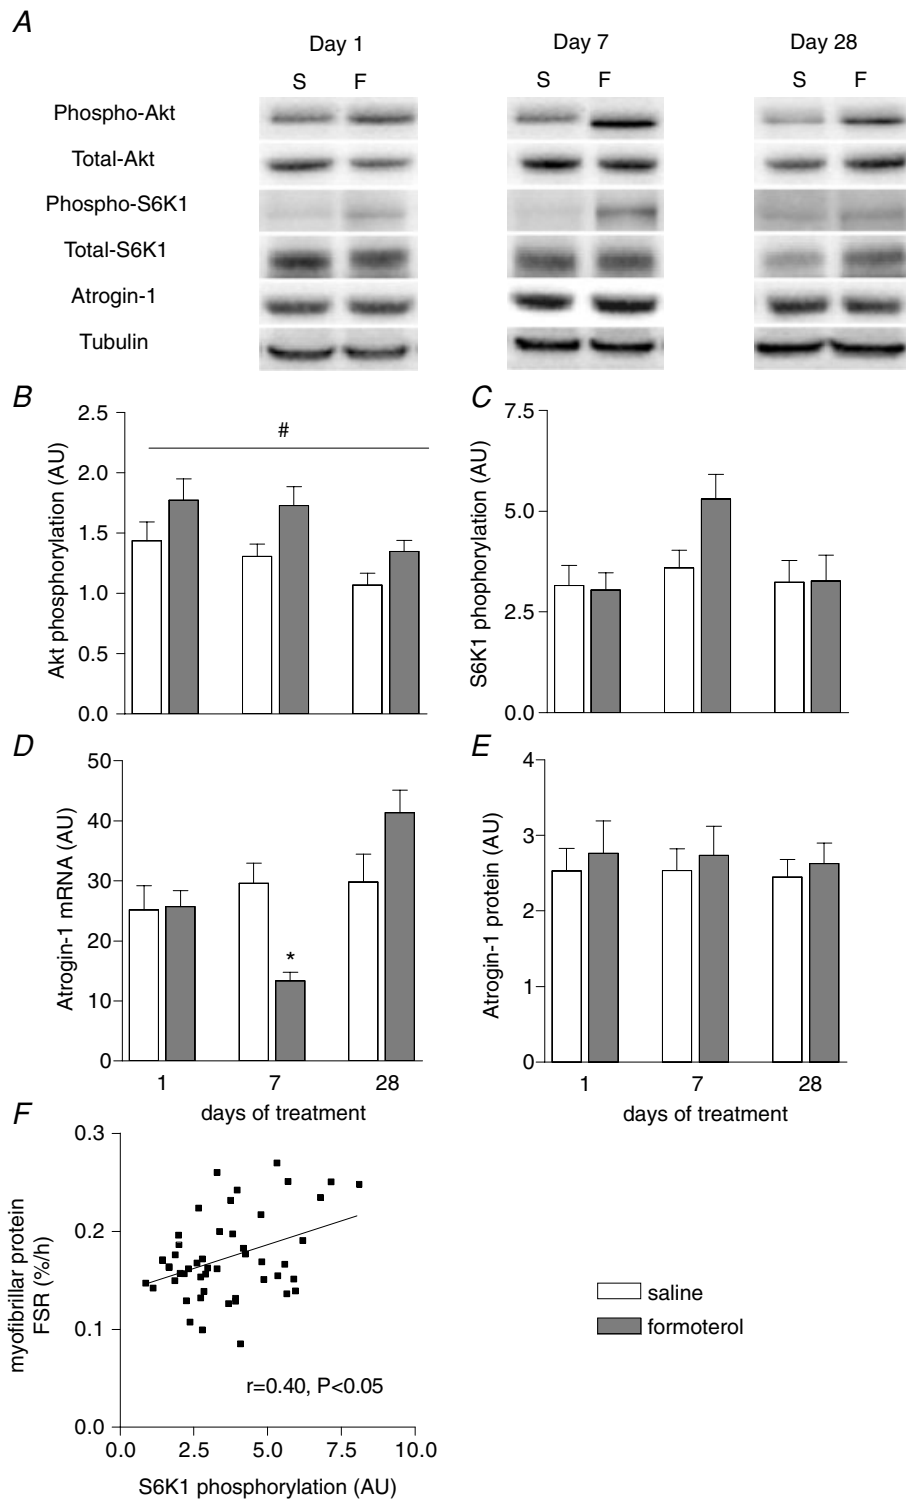 A
Day 1
Day 7
Day 28
S F
S F
S F
Phospho-Akt
Total-Akt
Phospho-S6K1
Total-S6K1
Atrogin-1
Tubulin
B
Akt phosphorylation (AU)
2.5
2.0
1.5
1.0
0.5
0.0
#
C
S6K1 phophorylation (AU)
7.5
5.0
2.5
0.0
D
Atrogin-1 mRNA (AU)
50
40
30
20
10
0
*
1 7 28
days of treatment
E
Atrogin-1 protein (AU)
4
3
2
1
0
1 7 28
days of treatment
F
myofibrillar protein
FSR (%/h)
0.3
0.2
0.1
0.0
r=0.40, P<0.05
0.0 2.5 5.0 7.5 10.0
S6K1 phosphorylation (AU)
saline
formoterol